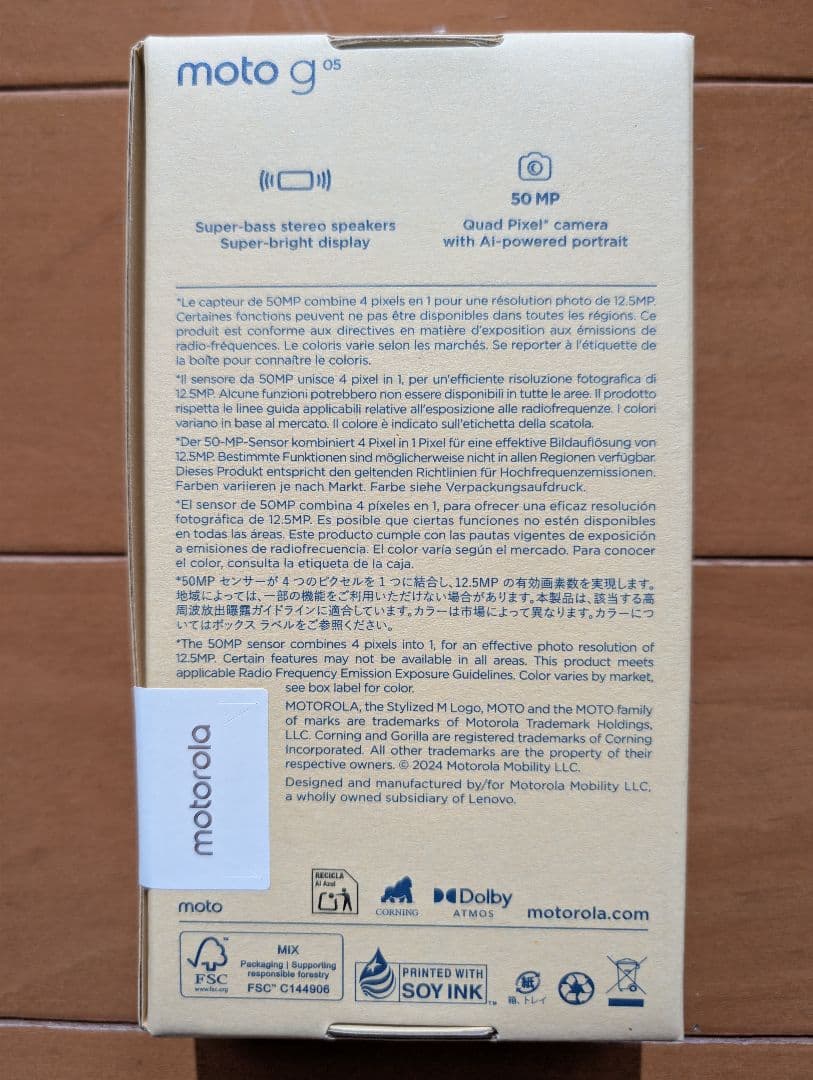 moto g⁰⁵
50 MP
Super-bass stereo speakers
Super-bright display
Quad Pixel* camera
with AI-powered portrait
*Le capteur de 50MP combine 4 pixels en 1 pour une résolution photo de 12.5MP.
Certaines fonctions peuvent ne pas être disponibles dans toutes les régions. Ce
produit est conforme aux directives en matière d'exposition aux émissions de
radio-fréquences. Le coloris varie selon les marchés. Se reporter à l'étiquette de
la boîte pour connaître le coloris.
*Il sensore da 50MP unisce 4 pixel in 1, per un'efficiente risoluzione fotografica di
12.5MP. Alcune funzioni potrebbero non essere disponibili in tutte le aree. Il prodotto
rispetta le linee guida applicabili relative all'esposizione alle radiofrequenze. I colori
variano in base al mercato. Il colore è indicato sull'etichetta della scatola.
*Der 50-MP-Sensor kombiniert 4 Pixel in 1 Pixel für eine effektive Bildauflösung von
12.5MP. Bestimmte Funktionen sind möglicherweise nicht in allen Regionen verfügbar.
Dieses Produkt entspricht den geltenden Richtlinien für Hochfrequenzemissionen.
Farben variieren je nach Markt. Farbe siehe Verpackungsaufdruck.
*El sensor de 50MP combina 4 píxeles en 1, para ofrecer una eficaz resolución
fotográfica de 12.5MP. Es posible que ciertas funciones no estén disponibles
en todas las áreas. Este producto cumple con las pautas vigentes de exposición
a emisiones de radiofrecuencia. El color varía según el mercado. Para conocer
el color, consulta la etiqueta de la caja.
*50MP センサーが 4 つのピクセルを 1 つに結合し、12.5MP の有効画素数を実現します。
地域によっては、一部の機能をご利用いただけない場合があります。本製品は、該当する高
周波放出曝露ガイドラインに適合しています。カラーは市場によって異なります。カラーにつ
いてはボックス ラベルをご参照ください。
*The 50MP sensor combines 4 pixels into 1, for an effective photo resolution of
12.5MP. Certain features may not be available in all areas. This product meets
applicable Radio Frequency Emission Exposure Guidelines. Color varies by market,
see box label for color.
MOTOROLA, the Stylized M Logo, MOTO and the MOTO family
of marks are trademarks of Motorola Trademark Holdings,
LLC. Corning and Gorilla are registered trademarks of Corning
Incorporated. All other trademarks are the property of their
respective owners. © 2024 Motorola Mobility LLC.
Designed and manufactured by/for Motorola Mobility LLC,
a wholly owned subsidiary of Lenovo.
motorola
moto
RECICLA
Al Azul
CORNING
Dolby
ATMOS
motorola.com
FSC™
www.fsc.org
MIX
Packaging | Supporting
responsible forestry
FSC™ C144906
PRINTED WITH
SOY INK™
紙
箱、トレイ